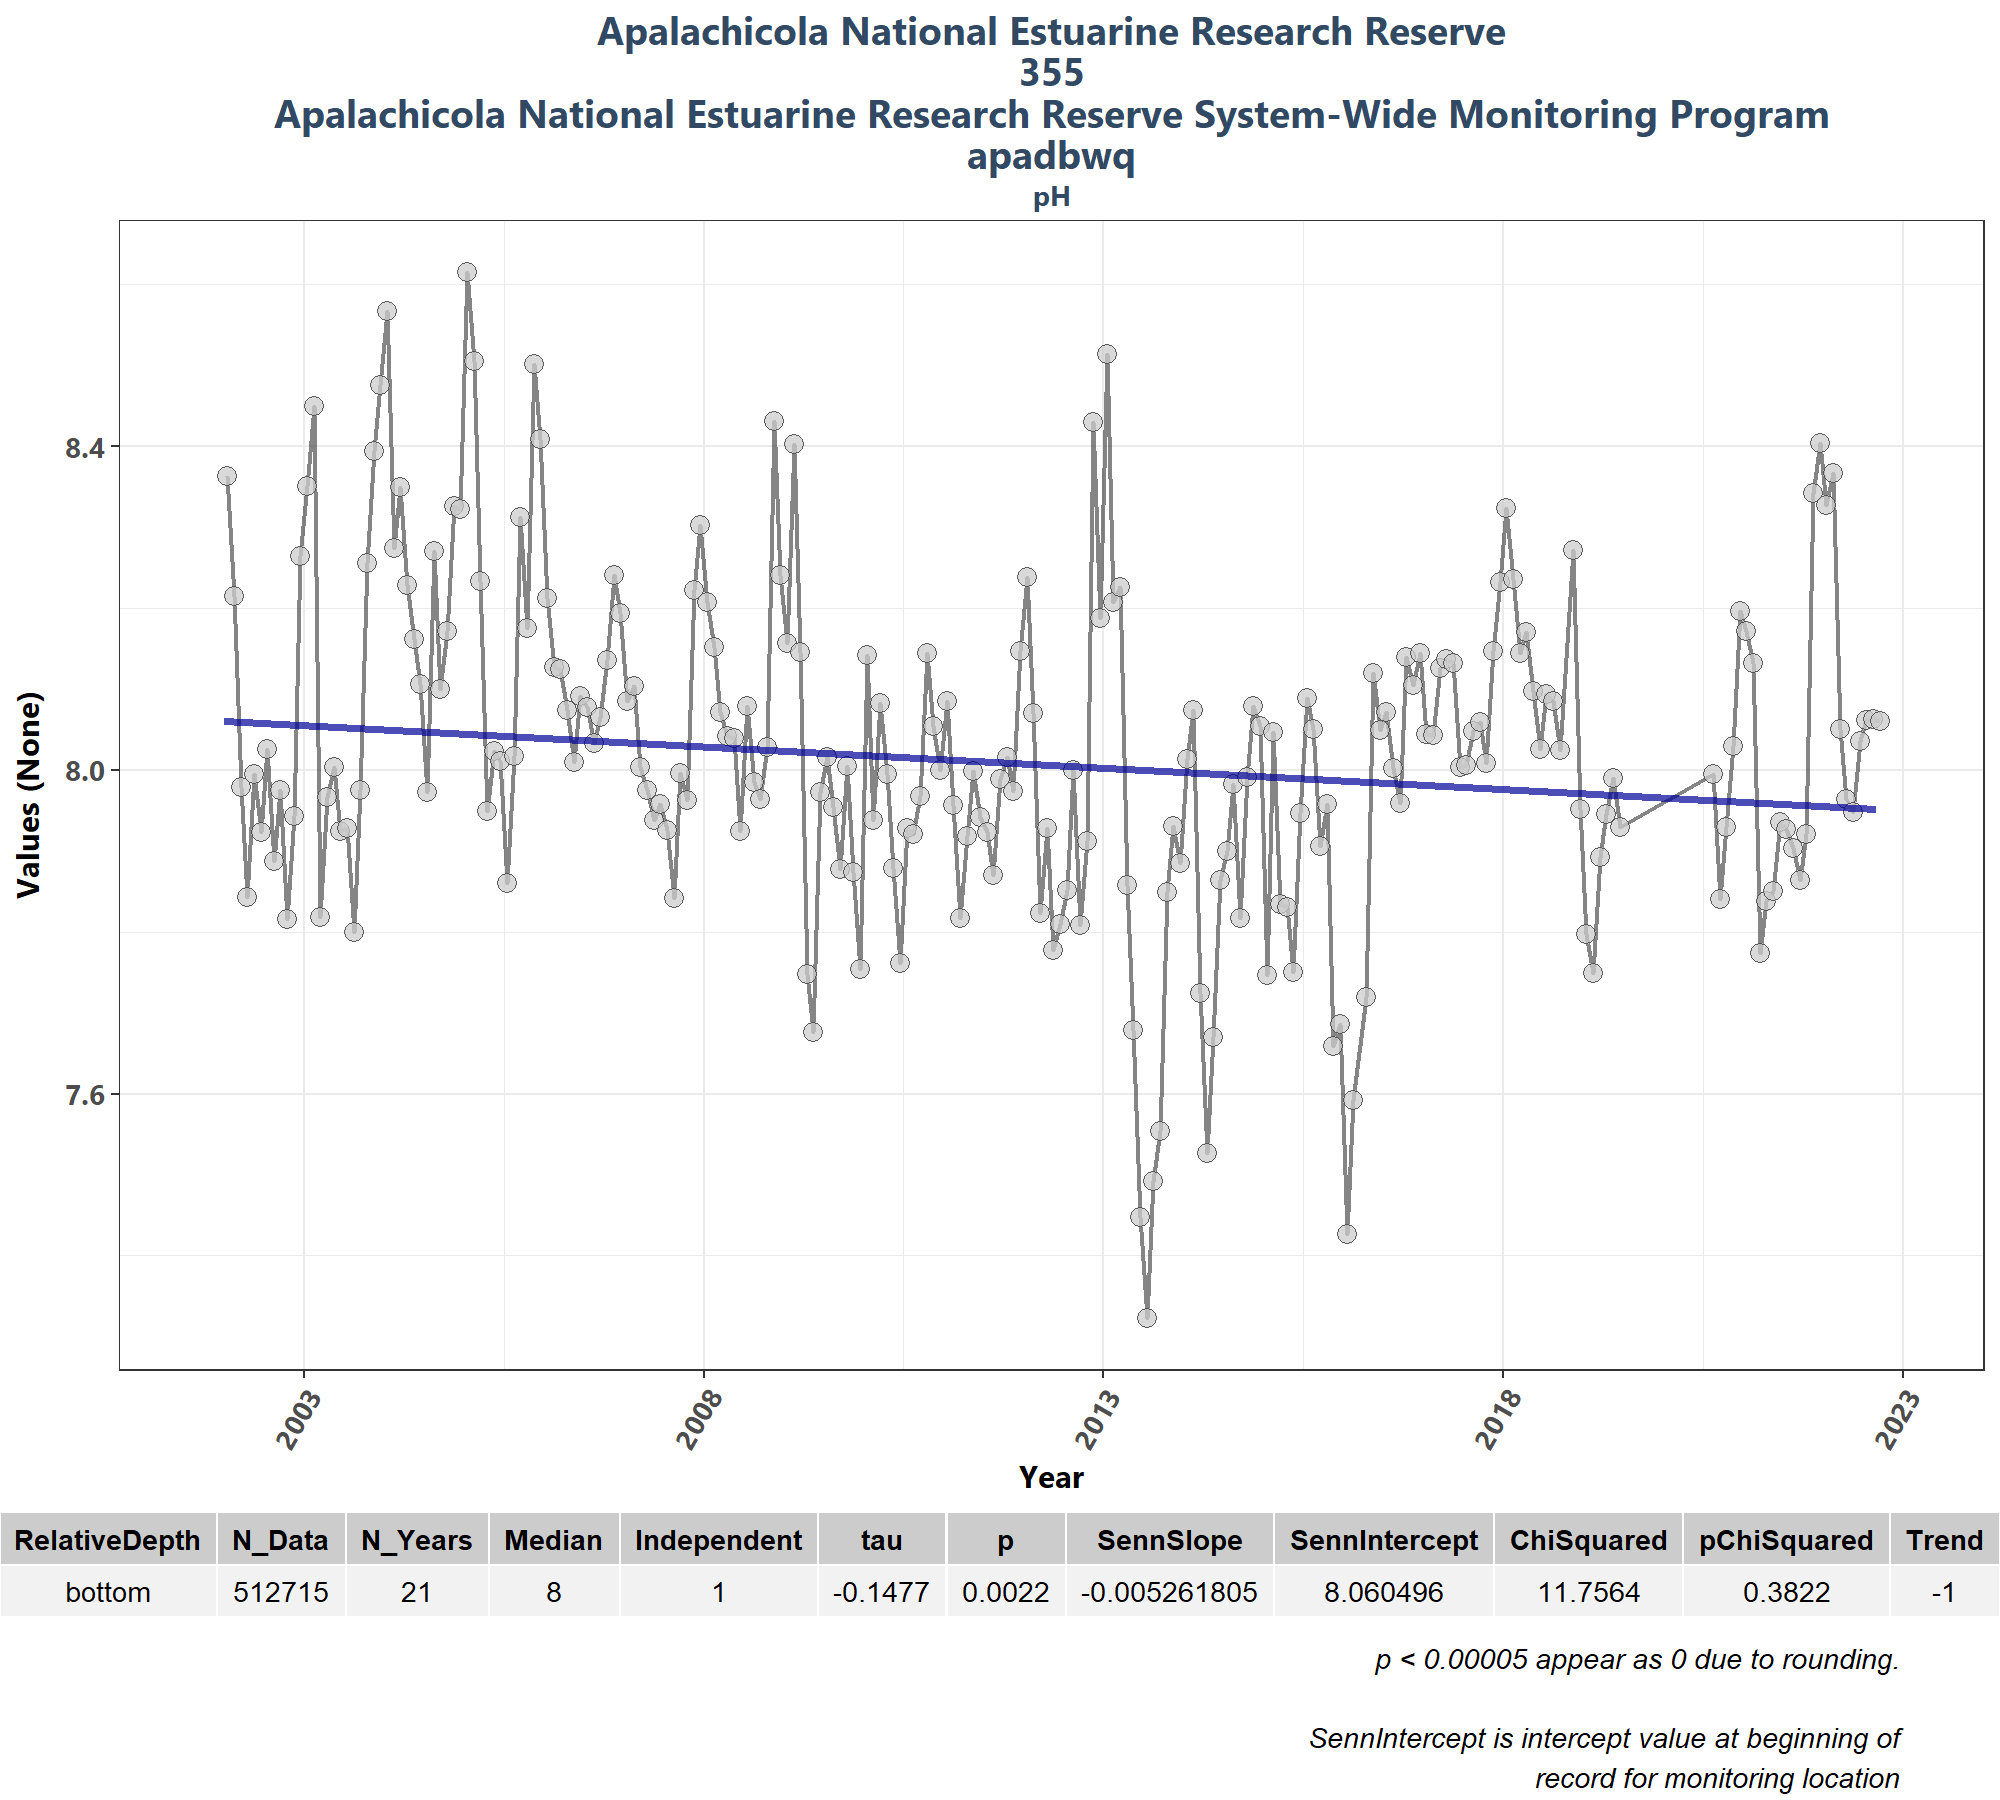 Apalachicola National Estuarine Research Reserve
355
Apalachicola National Estuarine Research Reserve System-Wide Monitoring Program
apadbwq
pH
Values (None)
8.4
8.0
7.6
2003
2008
2013
2018
2023
Year
RelativeDepth N_Data N_Years Median Independent tau p SennSlope SennIntercept ChiSquared pChiSquared Trend
bottom 512715 21 8 1 -0.1477 0.0022 -0.005261805 8.060496 11.7564 0.3822 -1
p < 0.00005 appear as 0 due to rounding.
SennIntercept is intercept value at beginning of
record for monitoring location